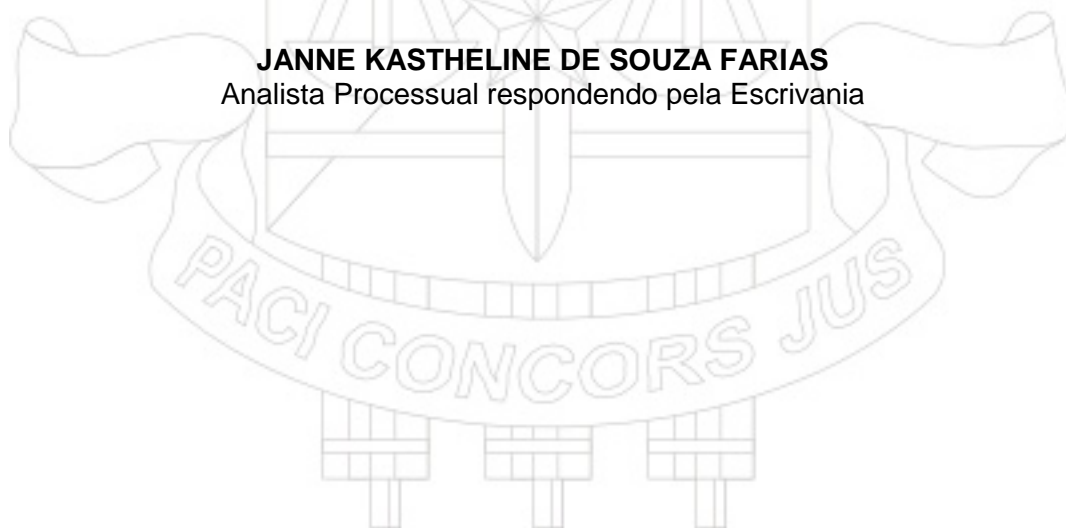 JANNE KASTHELINE DE SOUZA FARIAS
Analista Processual respondendo pela Escrivania
PACI CONCORS JUS